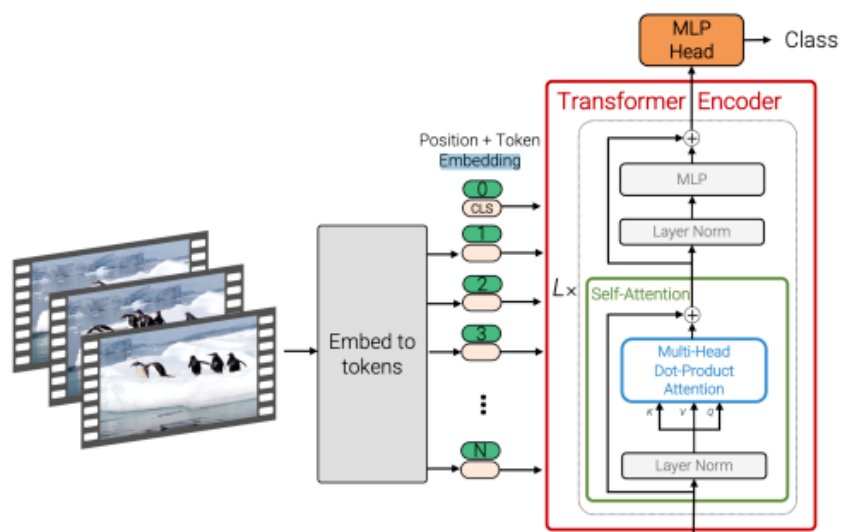 MLP
Head
Class
Transformer Encoder
Position + Token
Embedding
0
CLS
1
2
3
N
Embed to
tokens
L×
MLP
Layer Norm
Self-Attention
Multi-Head
Dot-Product
Attention
K V Q
Layer Norm